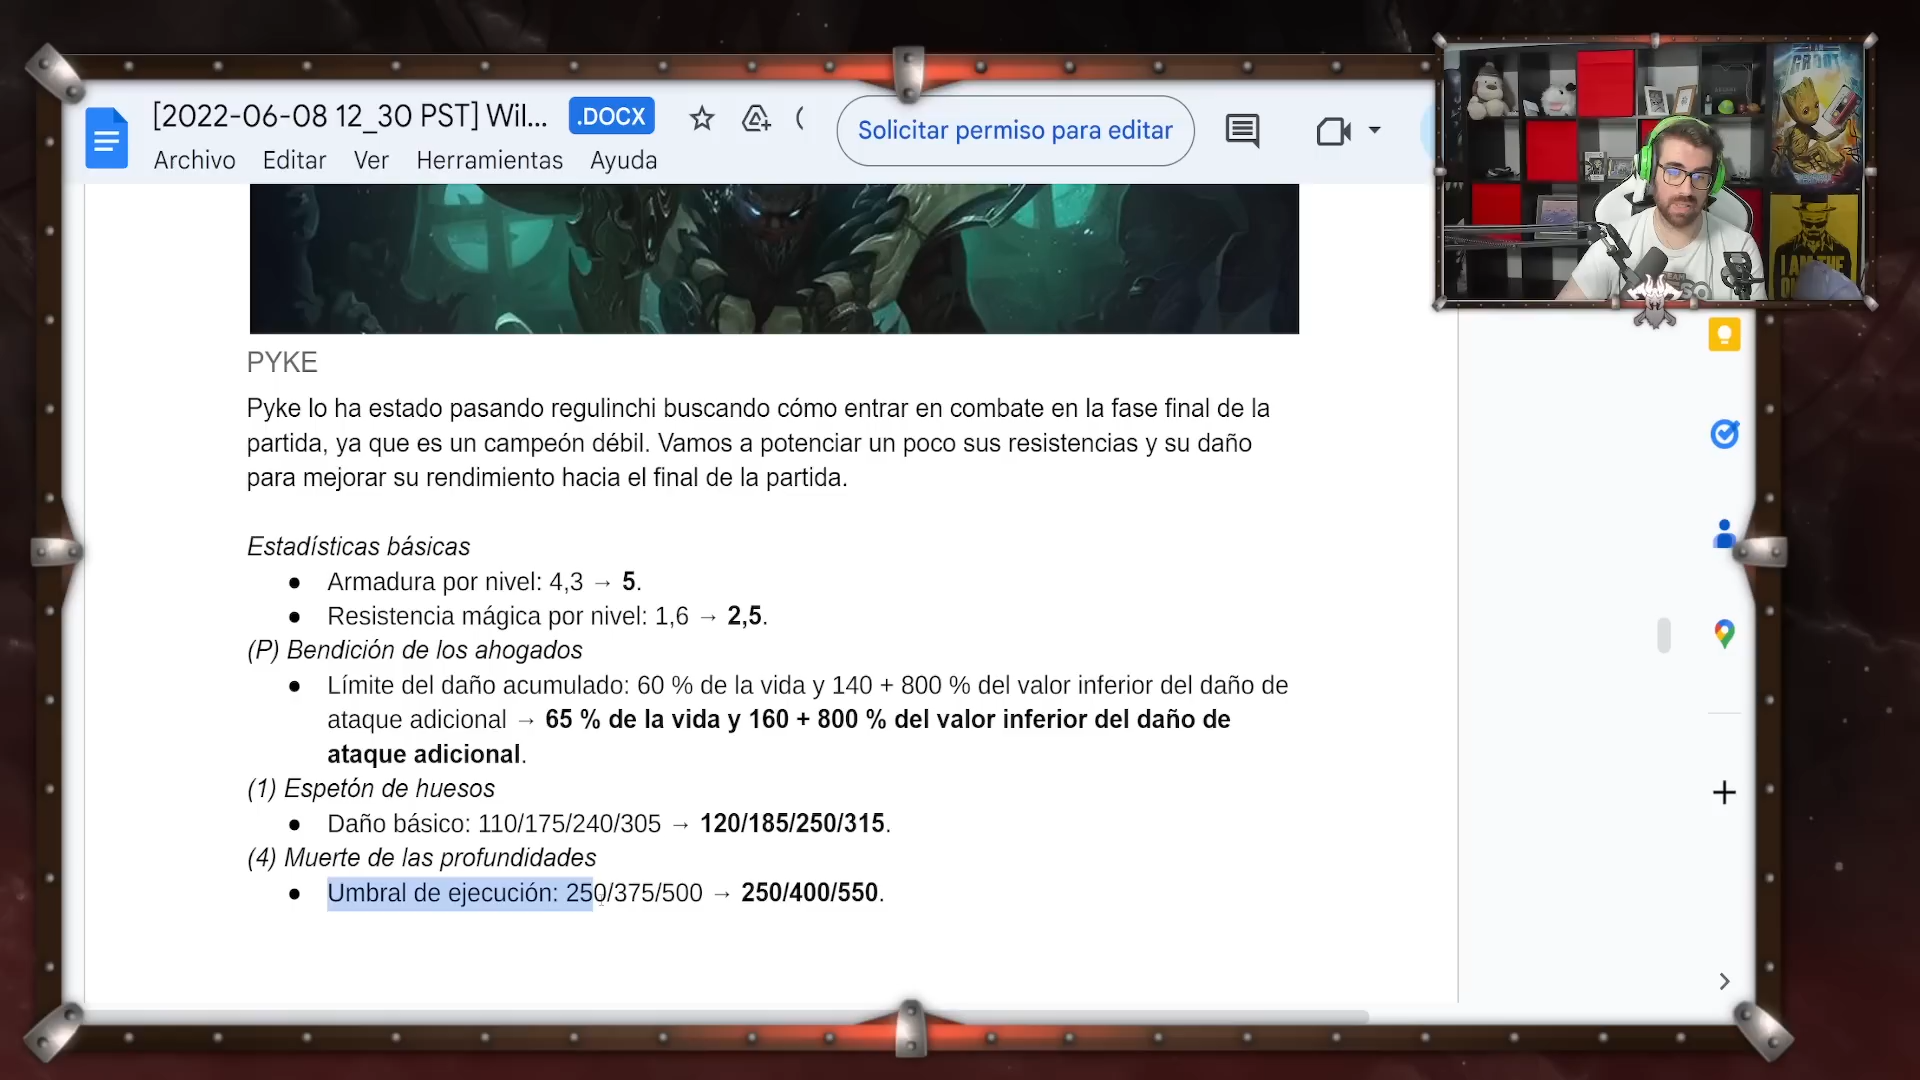 [2022-06-08 12_30 PST] Wil...
.DOCX
Solicitar permiso para editar
Archivo Editar Ver Herramientas Ayuda
GROOT
PYKE
Pyke lo ha estado pasando regulinchi buscando cómo entrar en combate en la fase final de la
partida, ya que es un campeón débil. Vamos a potenciar un poco sus resistencias y su daño
para mejorar su rendimiento hacia el final de la partida.
Estadísticas básicas
● Armadura por nivel: 4,3 → 5.
● Resistencia mágica por nivel: 1,6 → 2,5.
(P) Bendición de los ahogados
● Límite del daño acumulado: 60 % de la vida y 140 + 800 % del valor inferior del daño de
ataque adicional → 65 % de la vida y 160 + 800 % del valor inferior del daño de
ataque adicional.
(1) Espetón de huesos
● Daño básico: 110/175/240/305 → 120/185/250/315.
(4) Muerte de las profundidades
● Umbral de ejecución: 250/375/500 → 250/400/550.